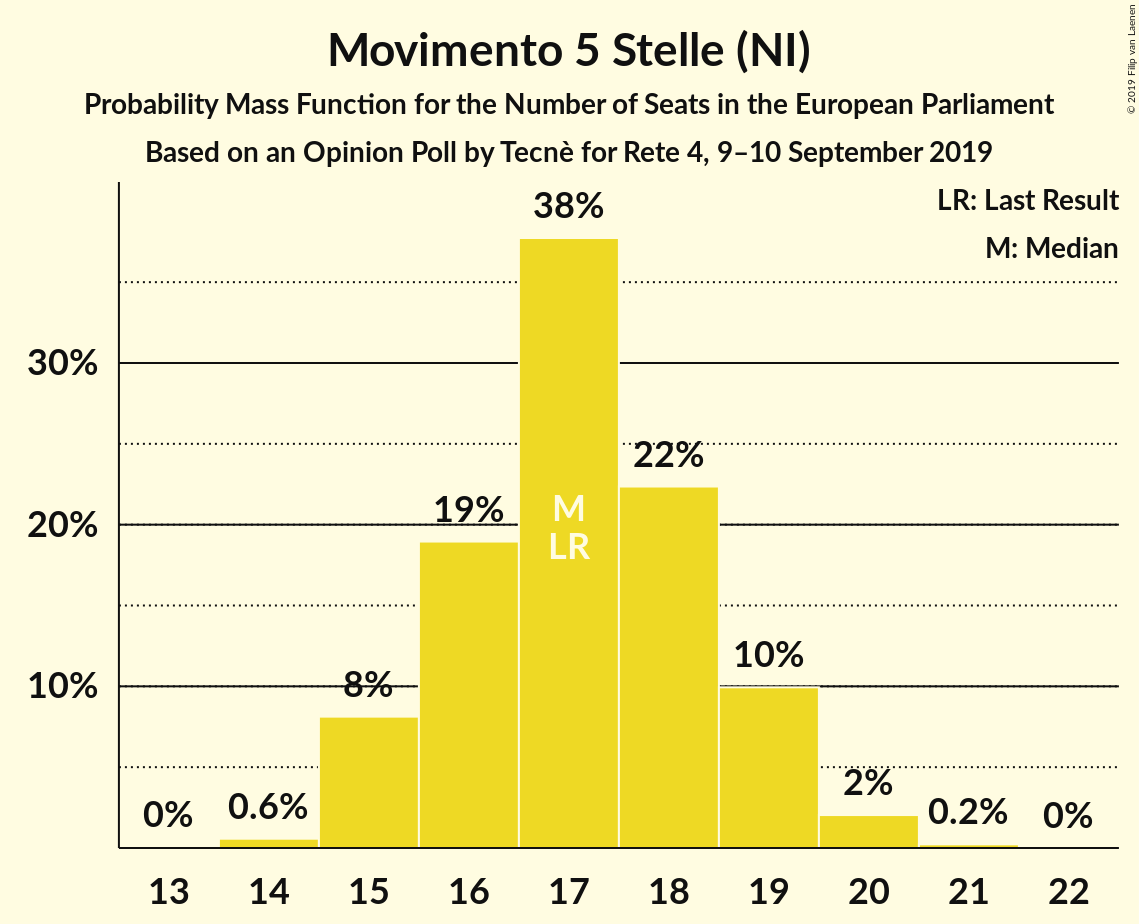 Movimento 5 Stelle (NI)
Probability Mass Function for the Number of Seats in the European Parliament
Based on an Opinion Poll by Tecnè for Rete 4, 9–10 September 2019
© 2019 Filip van Laenen
LR: Last Result
M: Median
38%
30%
22%
19%
20%
M
LR
10%
10%
8%
2%
0%
0.6%
0.2%
0%
13 14 15 16 17 18 19 20 21 22